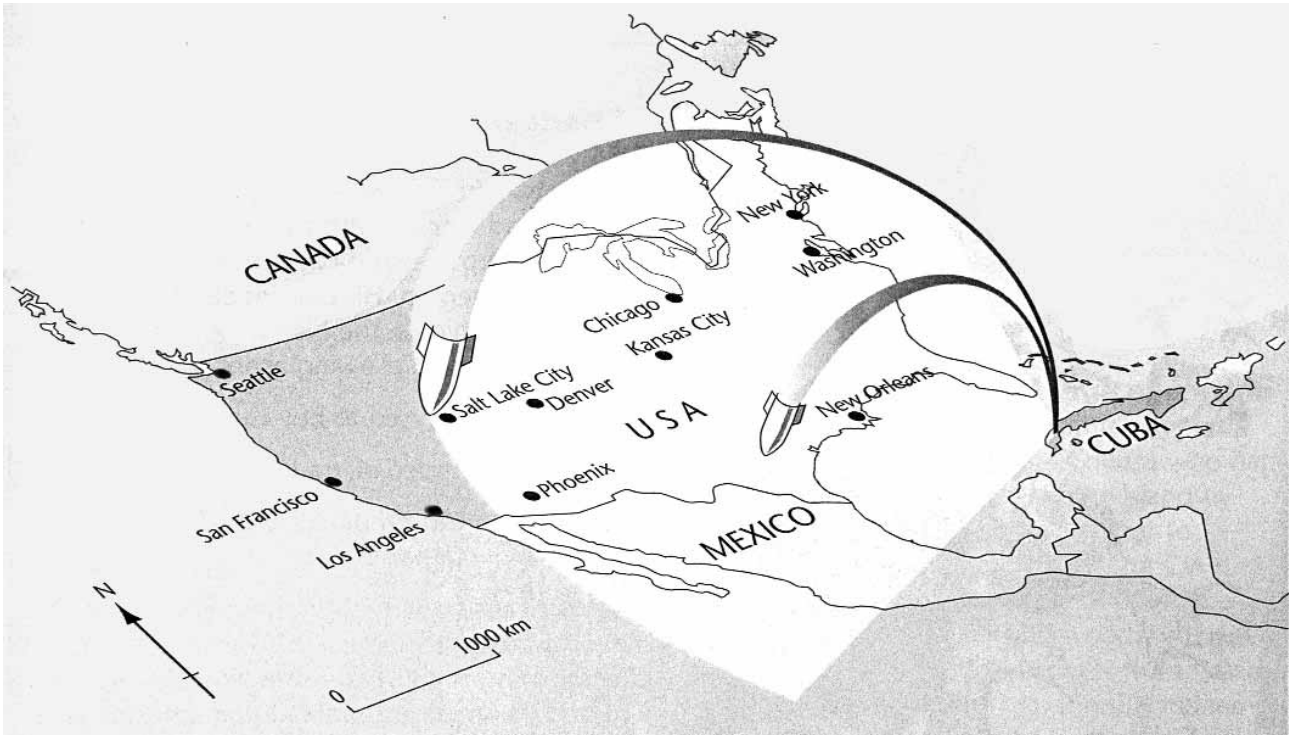 CANADA
New York
Washington
Chicago
Kansas City
Seattle
Salt Lake City
Denver
New Orleans
USA
CUBA
Phoenix
San Francisco
Los Angeles
MEXICO
N
0
1000 km